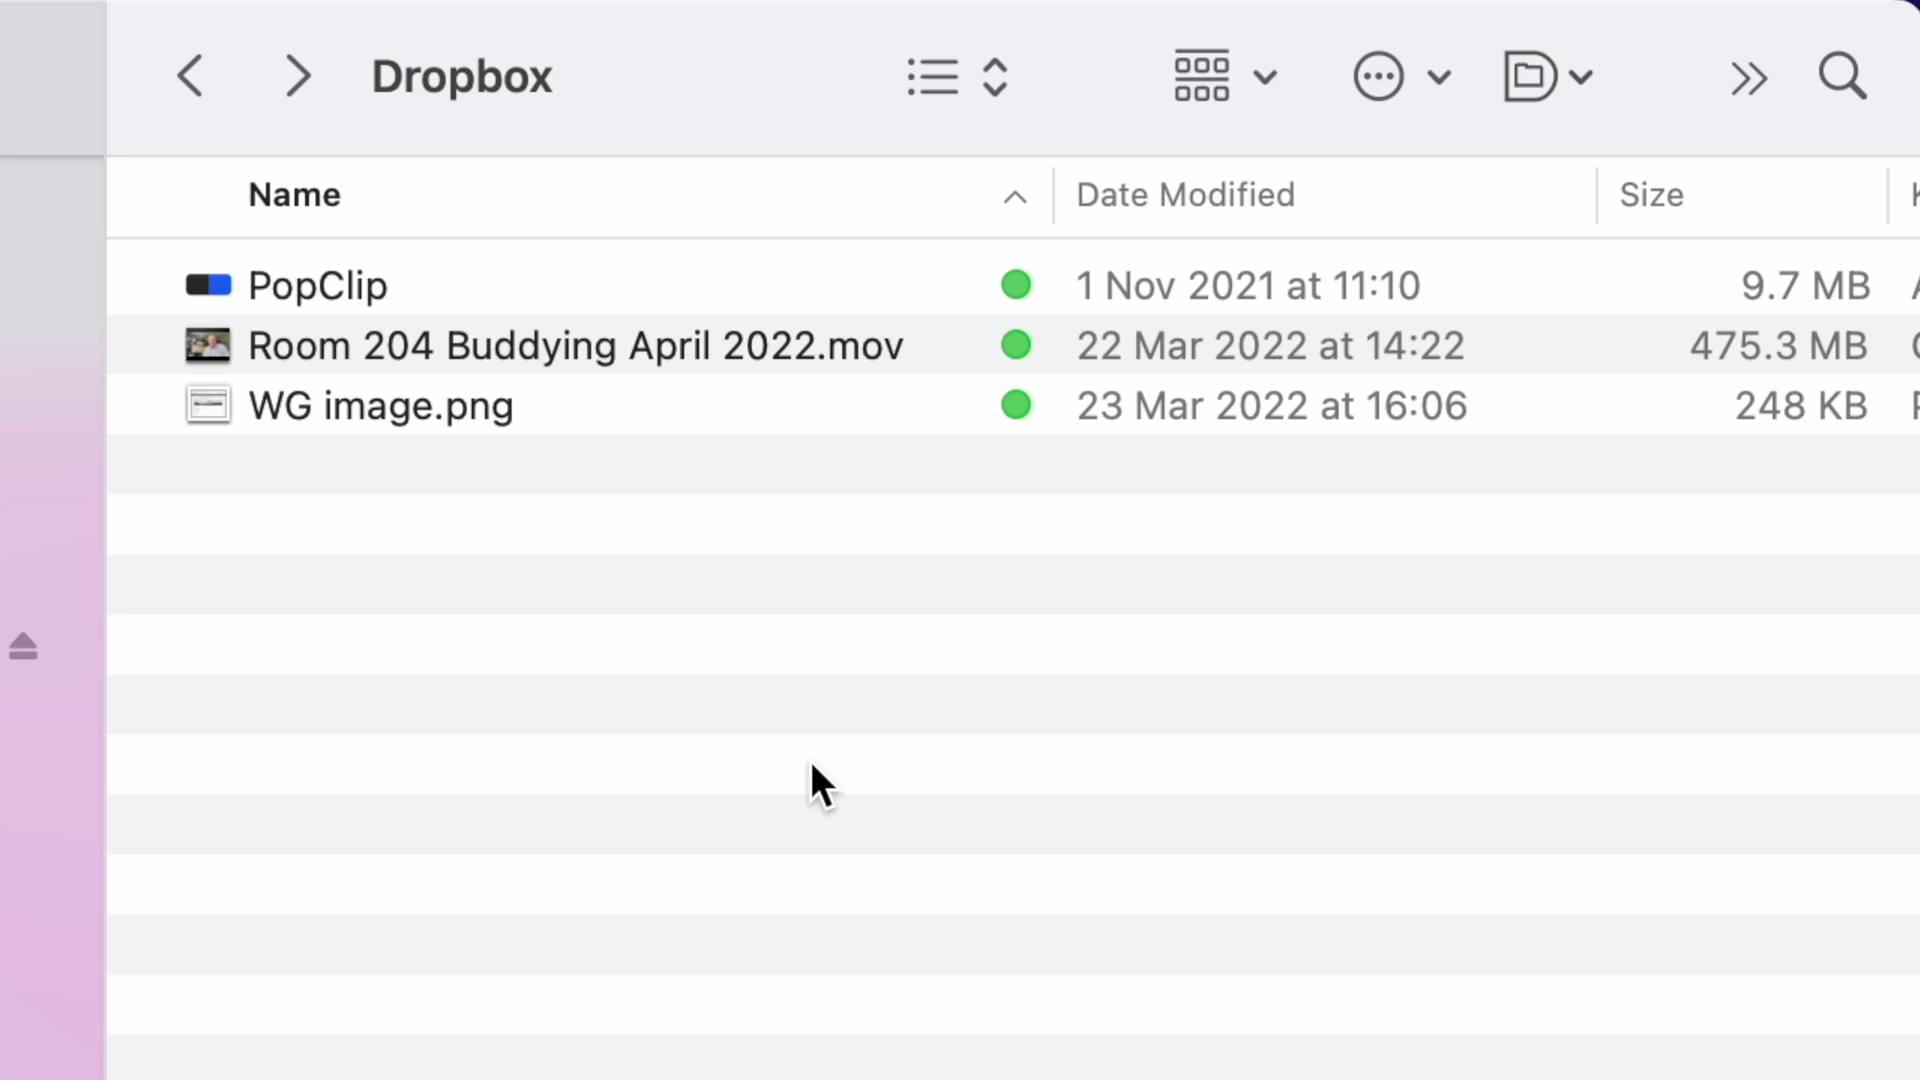 Dropbox
Name Date Modified Size
PopClip 1 Nov 2021 at 11:10 9.7 MB
Room 204 Buddying April 2022.mov 22 Mar 2022 at 14:22 475.3 MB
WG image.png 23 Mar 2022 at 16:06 248 KB